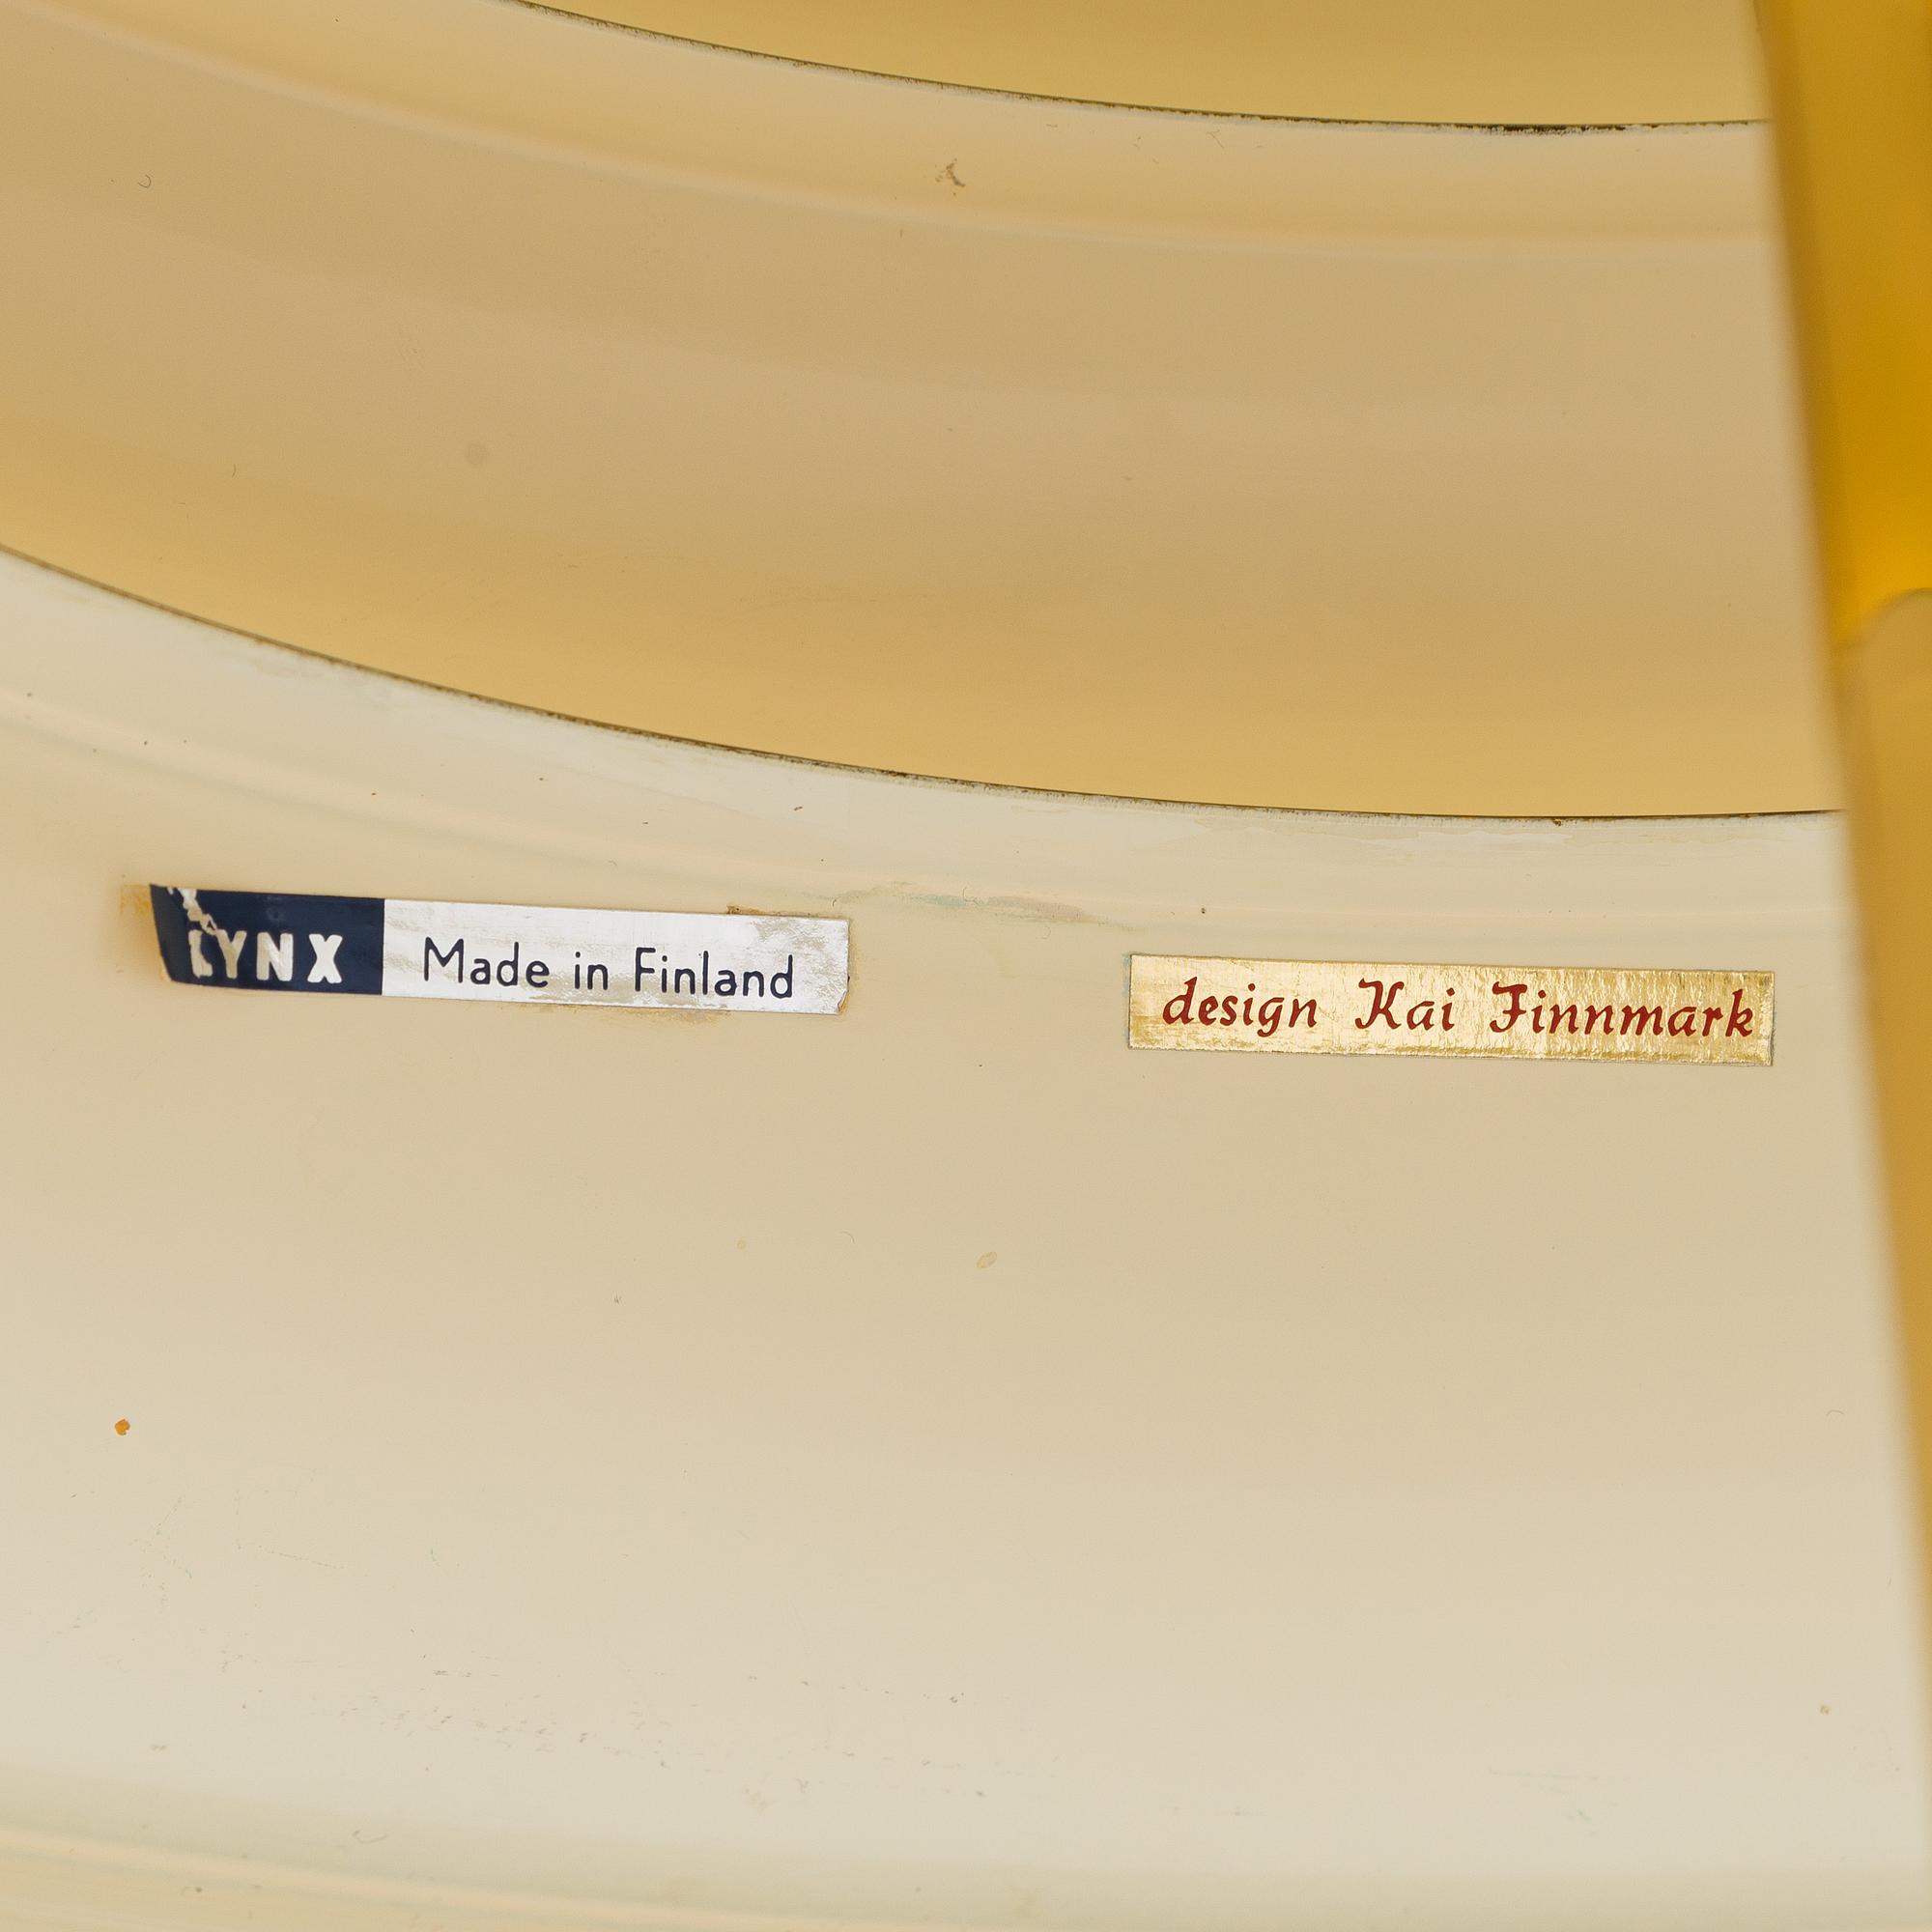 LYNX Made in Finland
design Kai Finnmark